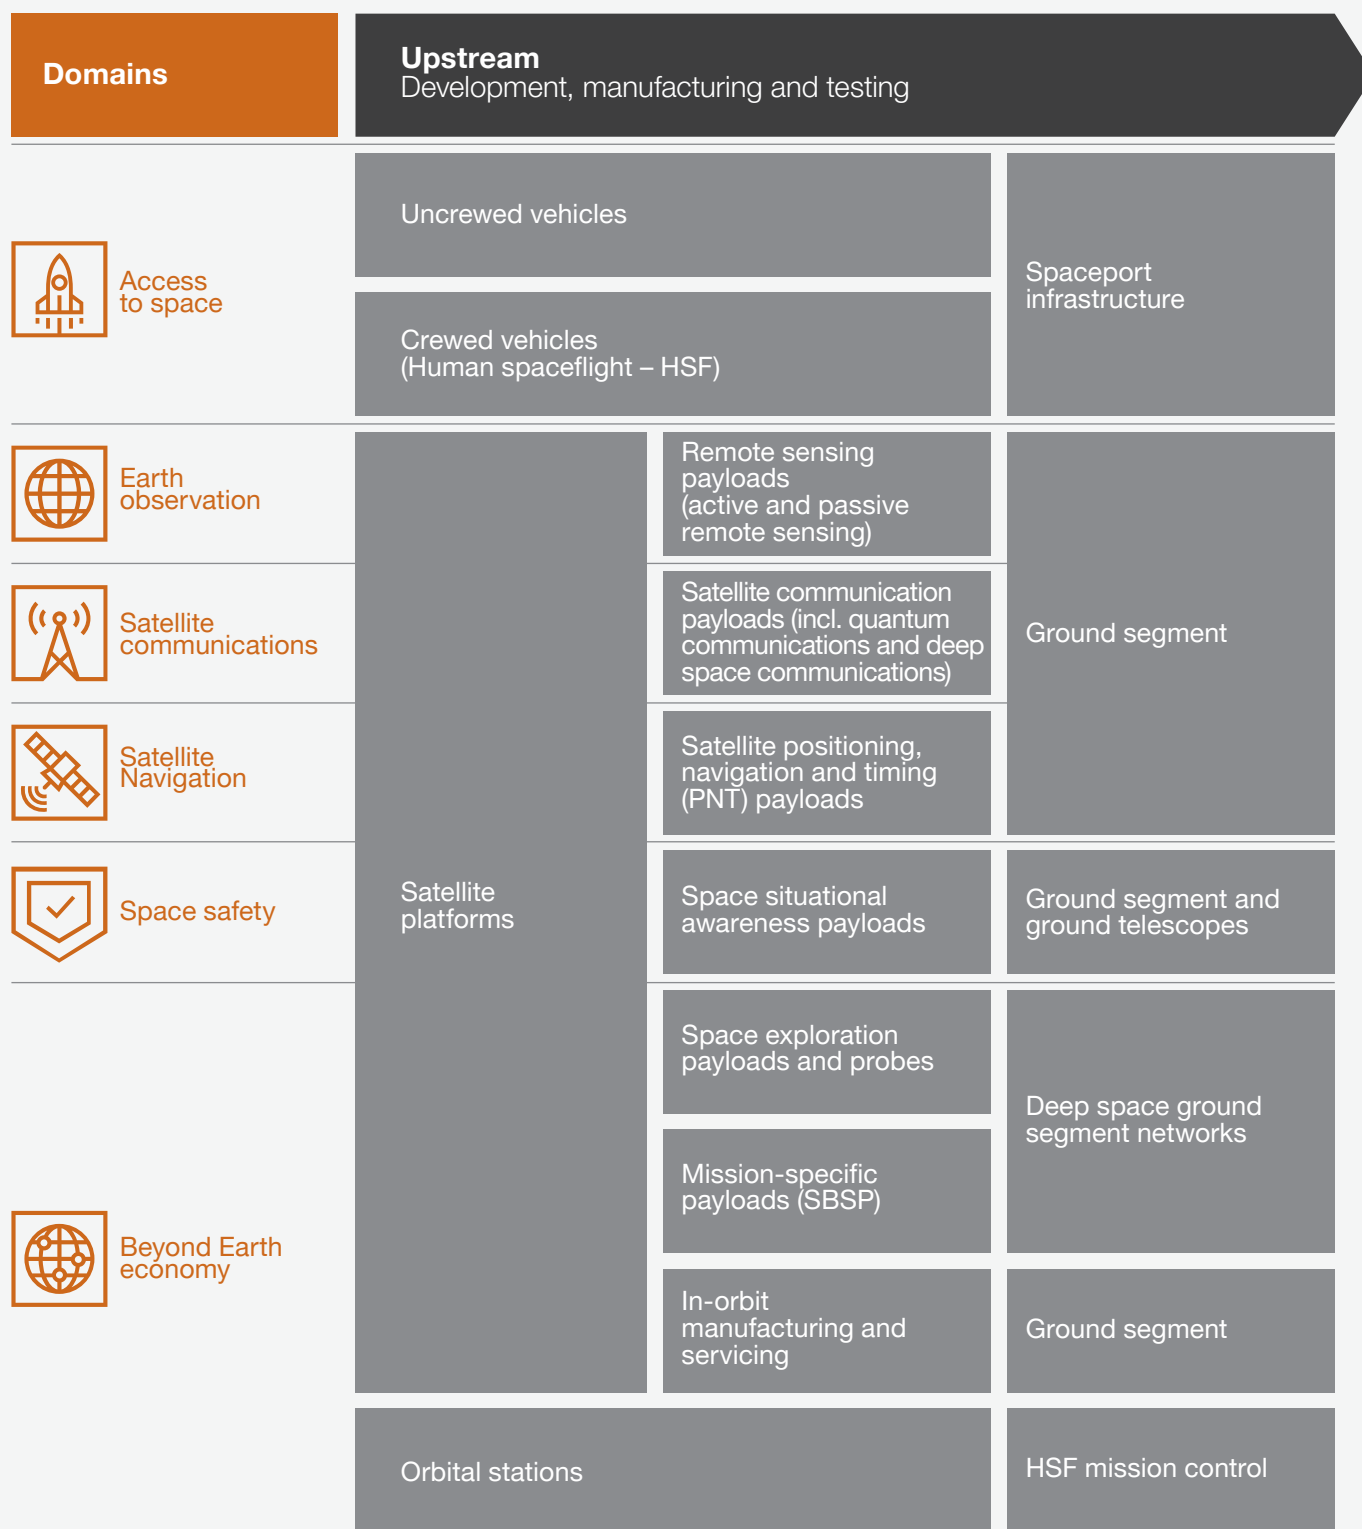 Domains
Upstream
Development, manufacturing and testing
Access
to space
Uncrewed vehicles
Crewed vehicles
(Human spaceflight – HSF)
Spaceport
infrastructure
Earth
observation
Remote sensing
payloads
(active and passive
remote sensing)
Satellite
communications
Satellite communication
payloads (incl. quantum
communications and deep
space communications)
Ground segment
Satellite
Navigation
Satellite positioning,
navigation and timing
(PNT) payloads
Space safety
Satellite
platforms
Space situational
awareness payloads
Ground segment and
ground telescopes
Beyond Earth
economy
Space exploration
payloads and probes
Deep space ground
segment networks
Mission-specific
payloads (SBSP)
In-orbit
manufacturing and
servicing
Ground segment
Orbital stations
HSF mission control